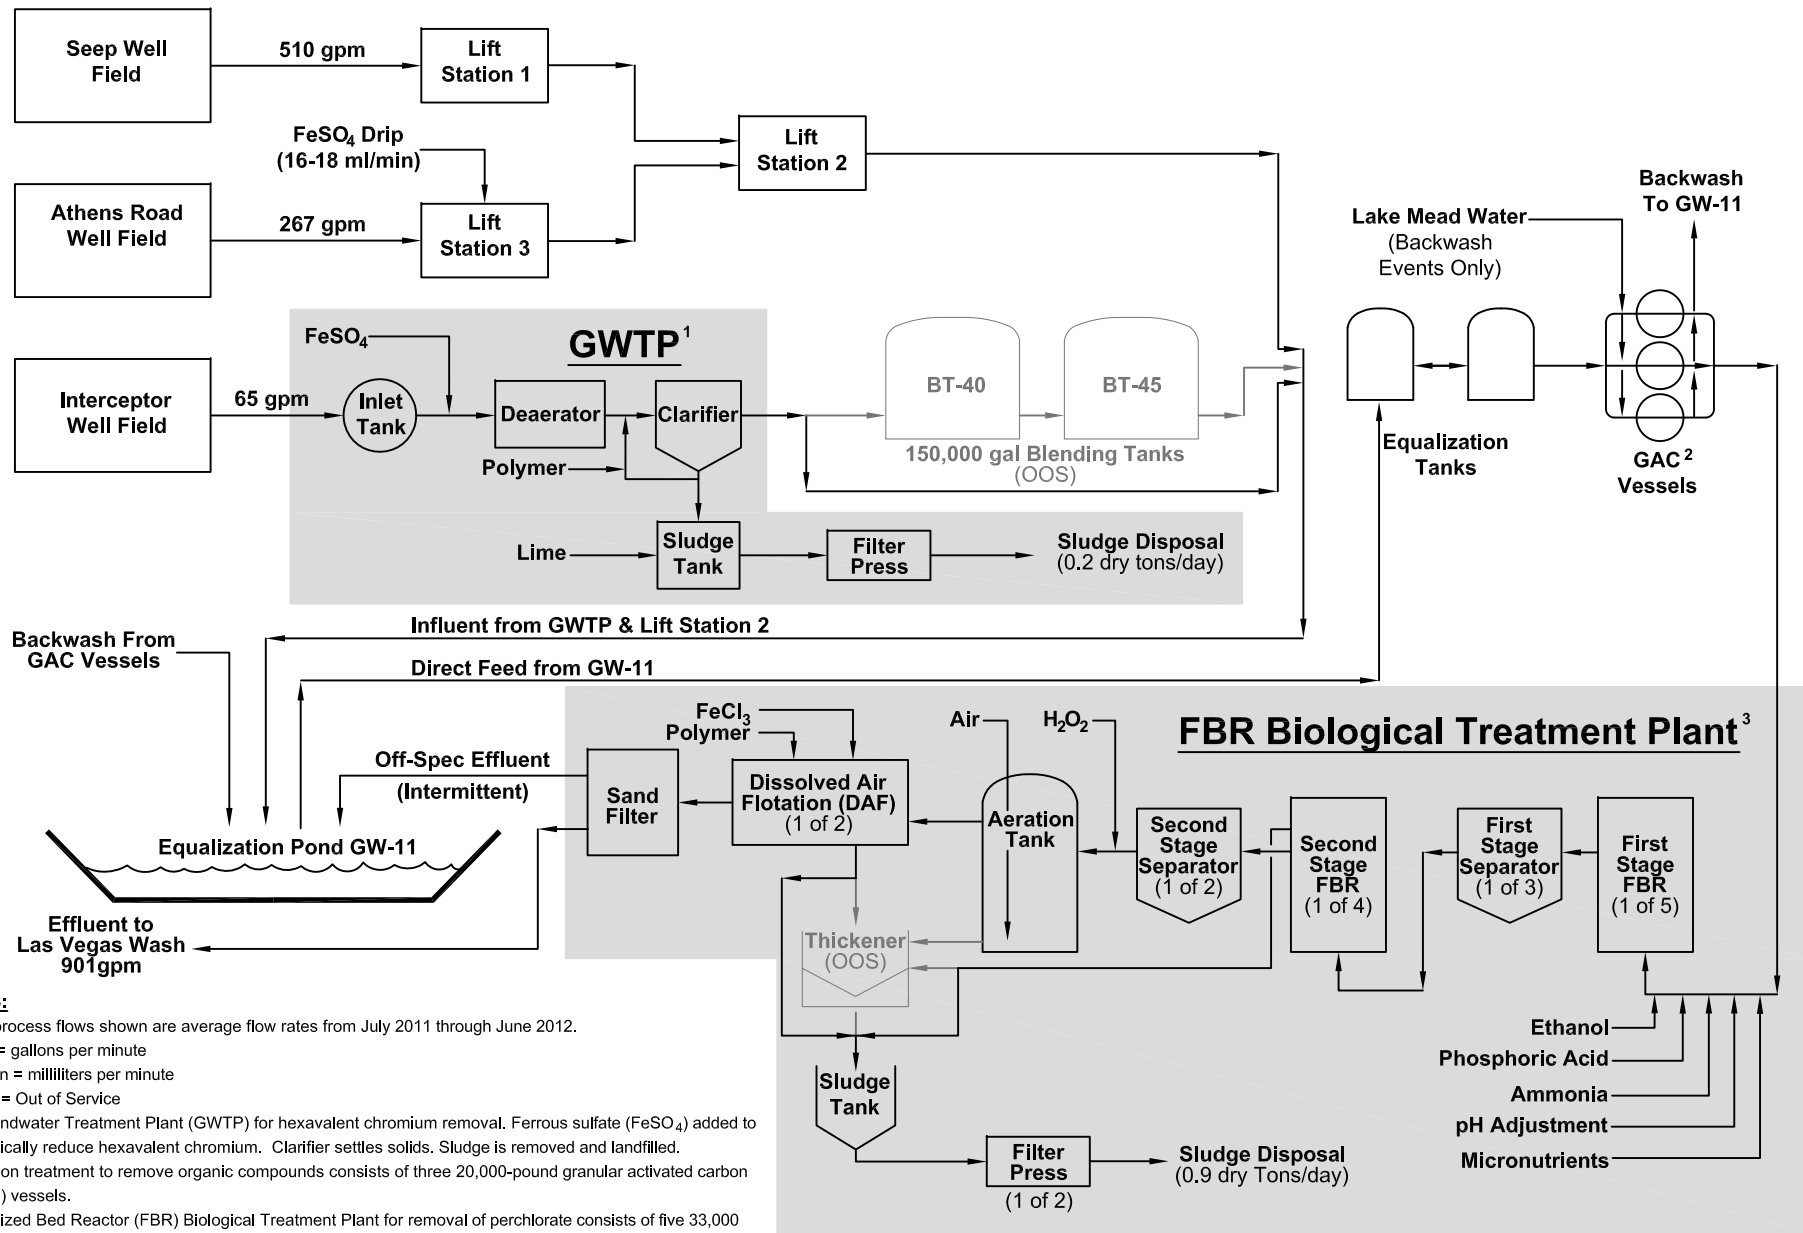 Seep Well
Field
510 gpm
Lift
Station 1
FeSO4 Drip
(16-18 ml/min)
Lift
Station 2
Athens Road
Well Field
267 gpm
Lift
Station 3
Backwash
To GW-11
Lake Mead Water
(Backwash
Events Only)
Equalization
Tanks
GAC 2
Vessels
Interceptor
Well Field
65 gpm
GWTP 1
FeSO4
Inlet
Tank
Deaerator
Clarifier
Polymer
BT-40
BT-45
150,000 gal Blending Tanks
(OOS)
Lime
Sludge
Tank
Filter
Press
Sludge Disposal
(0.2 dry tons/day)
Influent from GWTP & Lift Station 2
Backwash From
GAC Vessels
Direct Feed from GW-11
Off-Spec Effluent
(Intermittent)
Equalization Pond GW-11
Effluent to
Las Vegas Wash
901gpm
FBR Biological Treatment Plant 3
FeCl3
Polymer
Air
H2O2
Sand
Filter
Dissolved Air
Flotation (DAF)
(1 of 2)
Aeration
Tank
Second
Stage
Separator
(1 of 2)
Second
Stage
FBR
(1 of 4)
First
Stage
Separator
(1 of 3)
First
Stage
FBR
(1 of 5)
Thickener
(OOS)
Ethanol
Phosphoric Acid
Ammonia
pH Adjustment
Micronutrients
Sludge
Tank
Filter
Press
(1 of 2)
Sludge Disposal
(0.9 dry Tons/day)
process flows shown are average flow rates from July 2011 through June 2012.
= gallons per minute
= milliliters per minute
= Out of Service
Treatment Plant (GWTP) for hexavalent chromium removal. Ferrous sulfate (FeSO4) added to
reduce hexavalent chromium. Clarifier settles solids. Sludge is removed and landfilled.
treatment to remove organic compounds consists of three 20,000-pound granular activated carbon
) vessels.
Bed Reactor (FBR) Biological Treatment Plant for removal of perchlorate consists of five 33,000